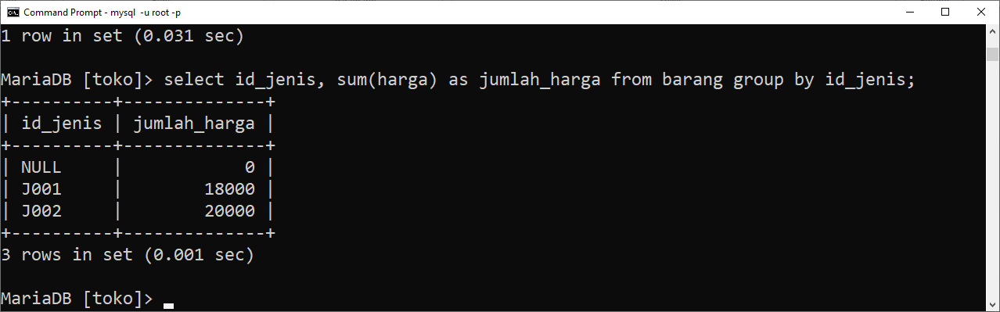 Command Prompt - mysql  -u root -p
1 row in set (0.031 sec)
MariaDB [toko]> select id_jenis, sum(harga) as jumlah_harga from barang group by id_jenis;
+----------+--------------+
| id_jenis | jumlah_harga |
+----------+--------------+
| NULL     |            0 |
| J001     |        18000 |
| J002     |        20000 |
+----------+--------------+
3 rows in set (0.001 sec)
MariaDB [toko]> _